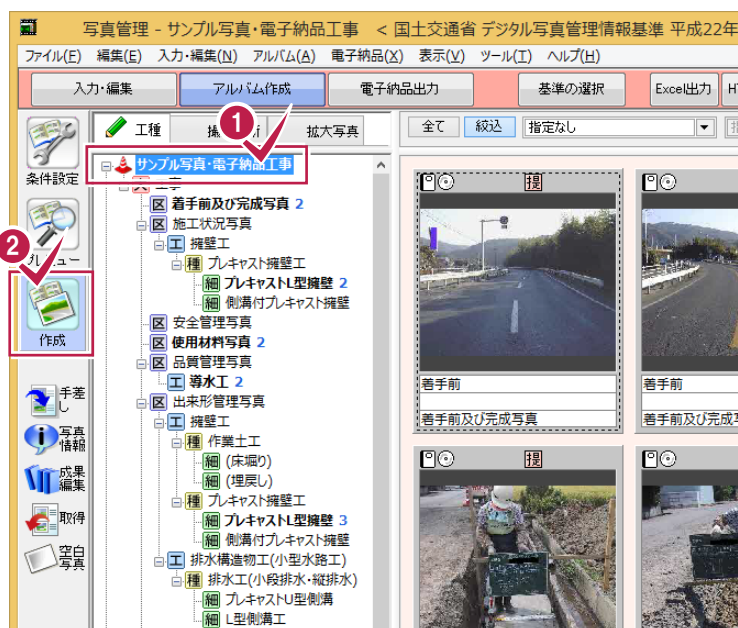 写真管理 - サンプル写真・電子納品工事 < 国土交通省 デジタル写真管理情報基準 平成22年
ファイル(F) 編集(E) 入力・編集(N) アルバム(A) 電子納品(X) 表示(V) ツール(T) ヘルプ(H)
入力・編集 アルバム作成 電子納品出力 基準の選択 Excel出力
工種 拡大写真 全て 絞込 指定なし
1
条件設定
2
作成
手差し
写真情報
成果編集
取得
空白写真
サンプル写真・電子納品工事
区 着手前及び完成写真 2
区 施工状況写真
工 擁壁工
種 プレキャスト擁壁工
細 プレキャストL型擁壁 2
細 側溝付プレキャスト擁壁
区 安全管理写真
区 使用材料写真 2
区 品質管理写真
工 導水工 2
区 出来形管理写真
工 擁壁工
種 作業土工
細 (床堀り)
細 (埋戻し)
種 プレキャスト擁壁工
細 プレキャストL型擁壁 3
細 側溝付プレキャスト擁壁
工 排水構造物工(小型水路工)
種 排水工(小段排水・縦排水)
細 プレキャストU型側溝
細 L型側溝工
提
着手前
着手前及び完成写真
着手前
着手前及び完成写
提